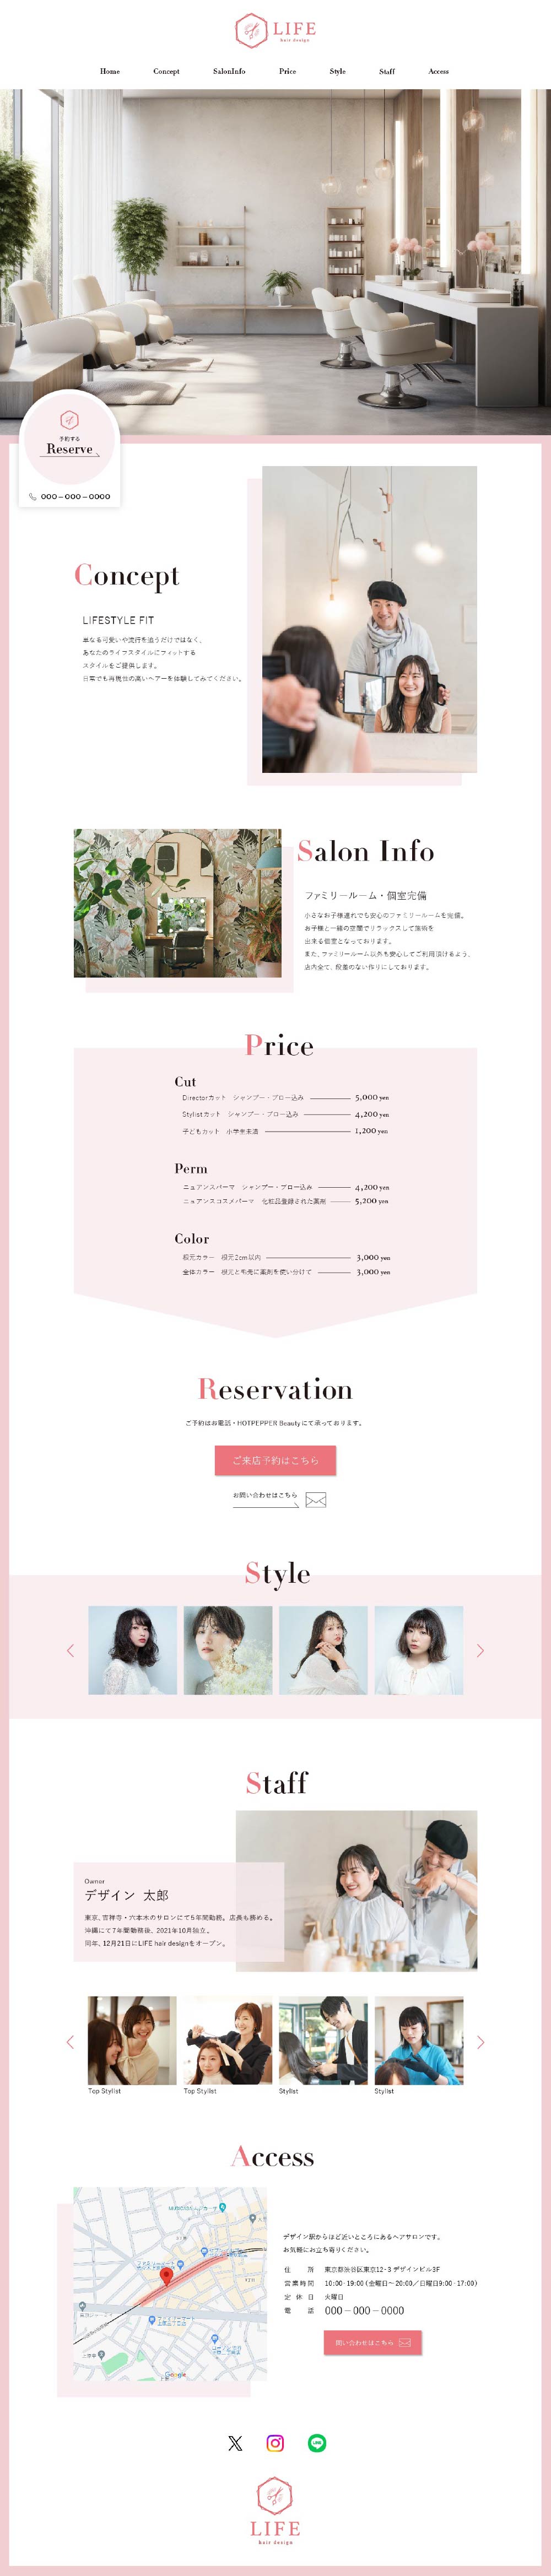 LIFE
hair design
Home Concept SalonInfo Price Style Staff Access
予約する
Reserve
000-000-0000
Concept
LIFESTYLE FIT
単なる可愛いや流行を追うだけではなく、
あなたのライフスタイルにフィットする
スタイルをご提供します。
日常でも再現性の高いヘアーを体験してみてください。
Salon Info
ファミリールーム・個室完備
小さなお子様連れでも安心のファミリールームを完備。
お子様と一緒の空間でリラックスして施術を
出来る個室となっております。
また、ファミリールーム以外も安心してご利用頂けるよう、
店内全て、段差のない作りにしております。
Price
Cut
Directorカット シャンプー・ブロー込み 5,000 yen
Stylistカット シャンプー・ブロー込み 4,200 yen
子どもカット 小学生未満 1,200 yen
Perm
ニュアンスパーマ シャンプー・ブロー込み 4,200 yen
ニュアンスコスメパーマ 化粧品登録された薬剤 5,200 yen
Color
根元カラー 根元2cm以内 3,000 yen
全体カラー 根元と毛先に薬剤を使い分けて 3,000 yen
Reservation
ご予約はお電話・HOTPEPPER Beautyにて承っております。
ご来店予約はこちら
お問い合わせはこちら
Style
Staff
Owner
デザイン 太郎
東京、吉祥寺・六本木のサロンにて5年間勤務。店長も務める。
沖縄にて7年間勤務後、2021年10月独立。
同年、12月21日にLIFE hair designをオープン。
Top Stylist Top Stylist Stylist Stylist
Access
デザイン駅からほど近いところにあるヘアサロンです。
お気軽にお立ち寄りください。
住所 東京都渋谷区東京12-3 デザインビル3F
営業時間 10:00-19:00(金曜日〜20:00/日曜日9:00-17:00)
定休日 火曜日
電話 000-000-0000
問い合わせはこちら
Google
LINE
LIFE
hair design